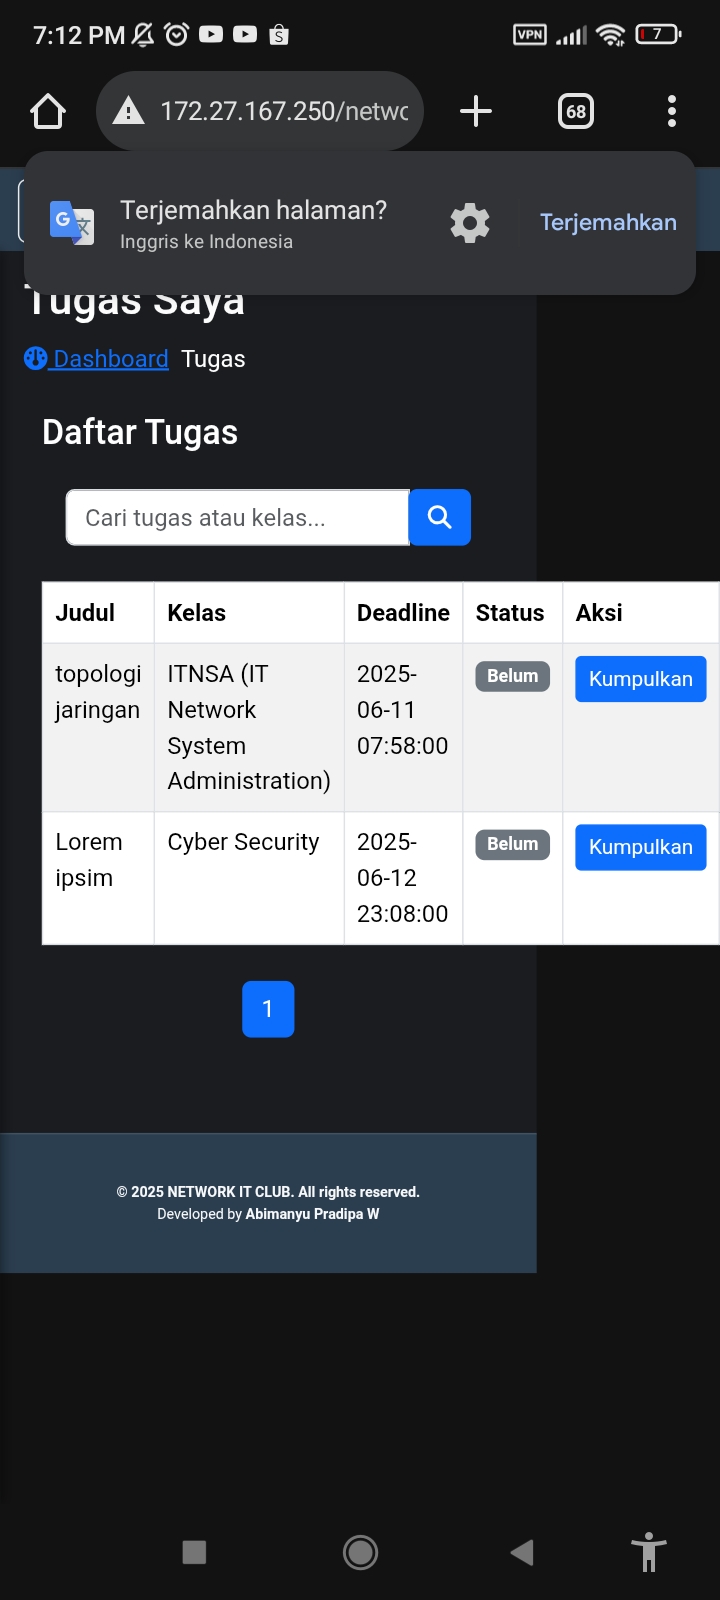 7:12 PM
VPN
7
172.27.167.250/netwo
68
Terjemahkan halaman?
Inggris ke Indonesia
Terjemahkan
Tugas Saya
Dashboard Tugas
Daftar Tugas
Cari tugas atau kelas...
Judul Kelas Deadline Status Aksi
topologi jaringan
ITNSA (IT Network System Administration)
2025-06-11 07:58:00
Belum
Kumpulkan
Lorem ipsim
Cyber Security
2025-06-12 23:08:00
Belum
Kumpulkan
1
© 2025 NETWORK IT CLUB. All rights reserved.
Developed by Abimanyu Pradipa W